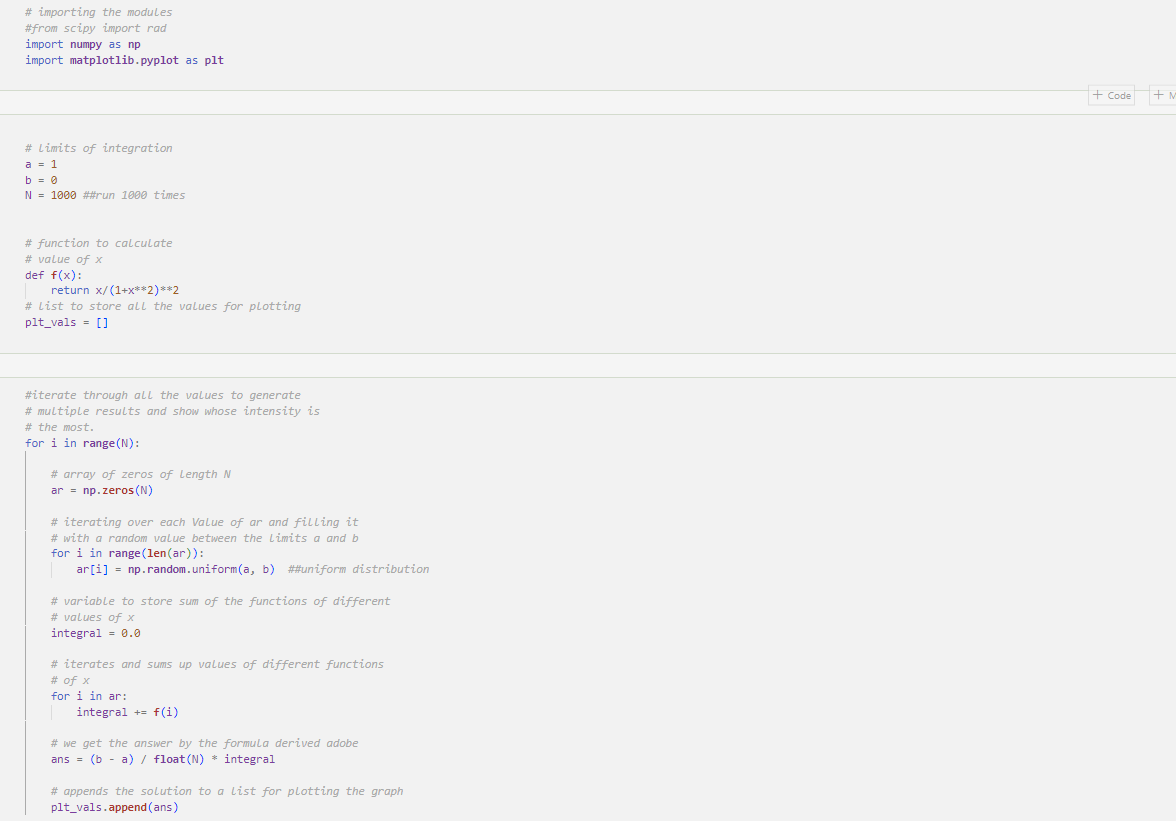 # importing the modules
#from scipy import rad
import numpy as np
import matplotlib.pyplot as plt
+ Code
+ M
# limits of integration
a = 1
b = 0
N = 1000 ##run 1000 times
# function to calculate
# value of x
def f(x):
    return x/(1+x**2)**2
# list to store all the values for plotting
plt_vals = []
#iterate through all the values to generate
# multiple results and show whose intensity is
# the most.
for i in range(N):
    # array of zeros of length N
    ar = np.zeros(N)
    # iterating over each Value of ar and filling it
    # with a random value between the limits a and b
    for i in range(len(ar)):
        ar[i] = np.random.uniform(a, b)  ##uniform distribution
    # variable to store sum of the functions of different
    # values of x
    integral = 0.0
    # iterates and sums up values of different functions
    # of x
    for i in ar:
        integral += f(i)
    # we get the answer by the formula derived adobe
    ans = (b - a) / float(N) * integral
    # appends the solution to a list for plotting the graph
    plt_vals.append(ans)